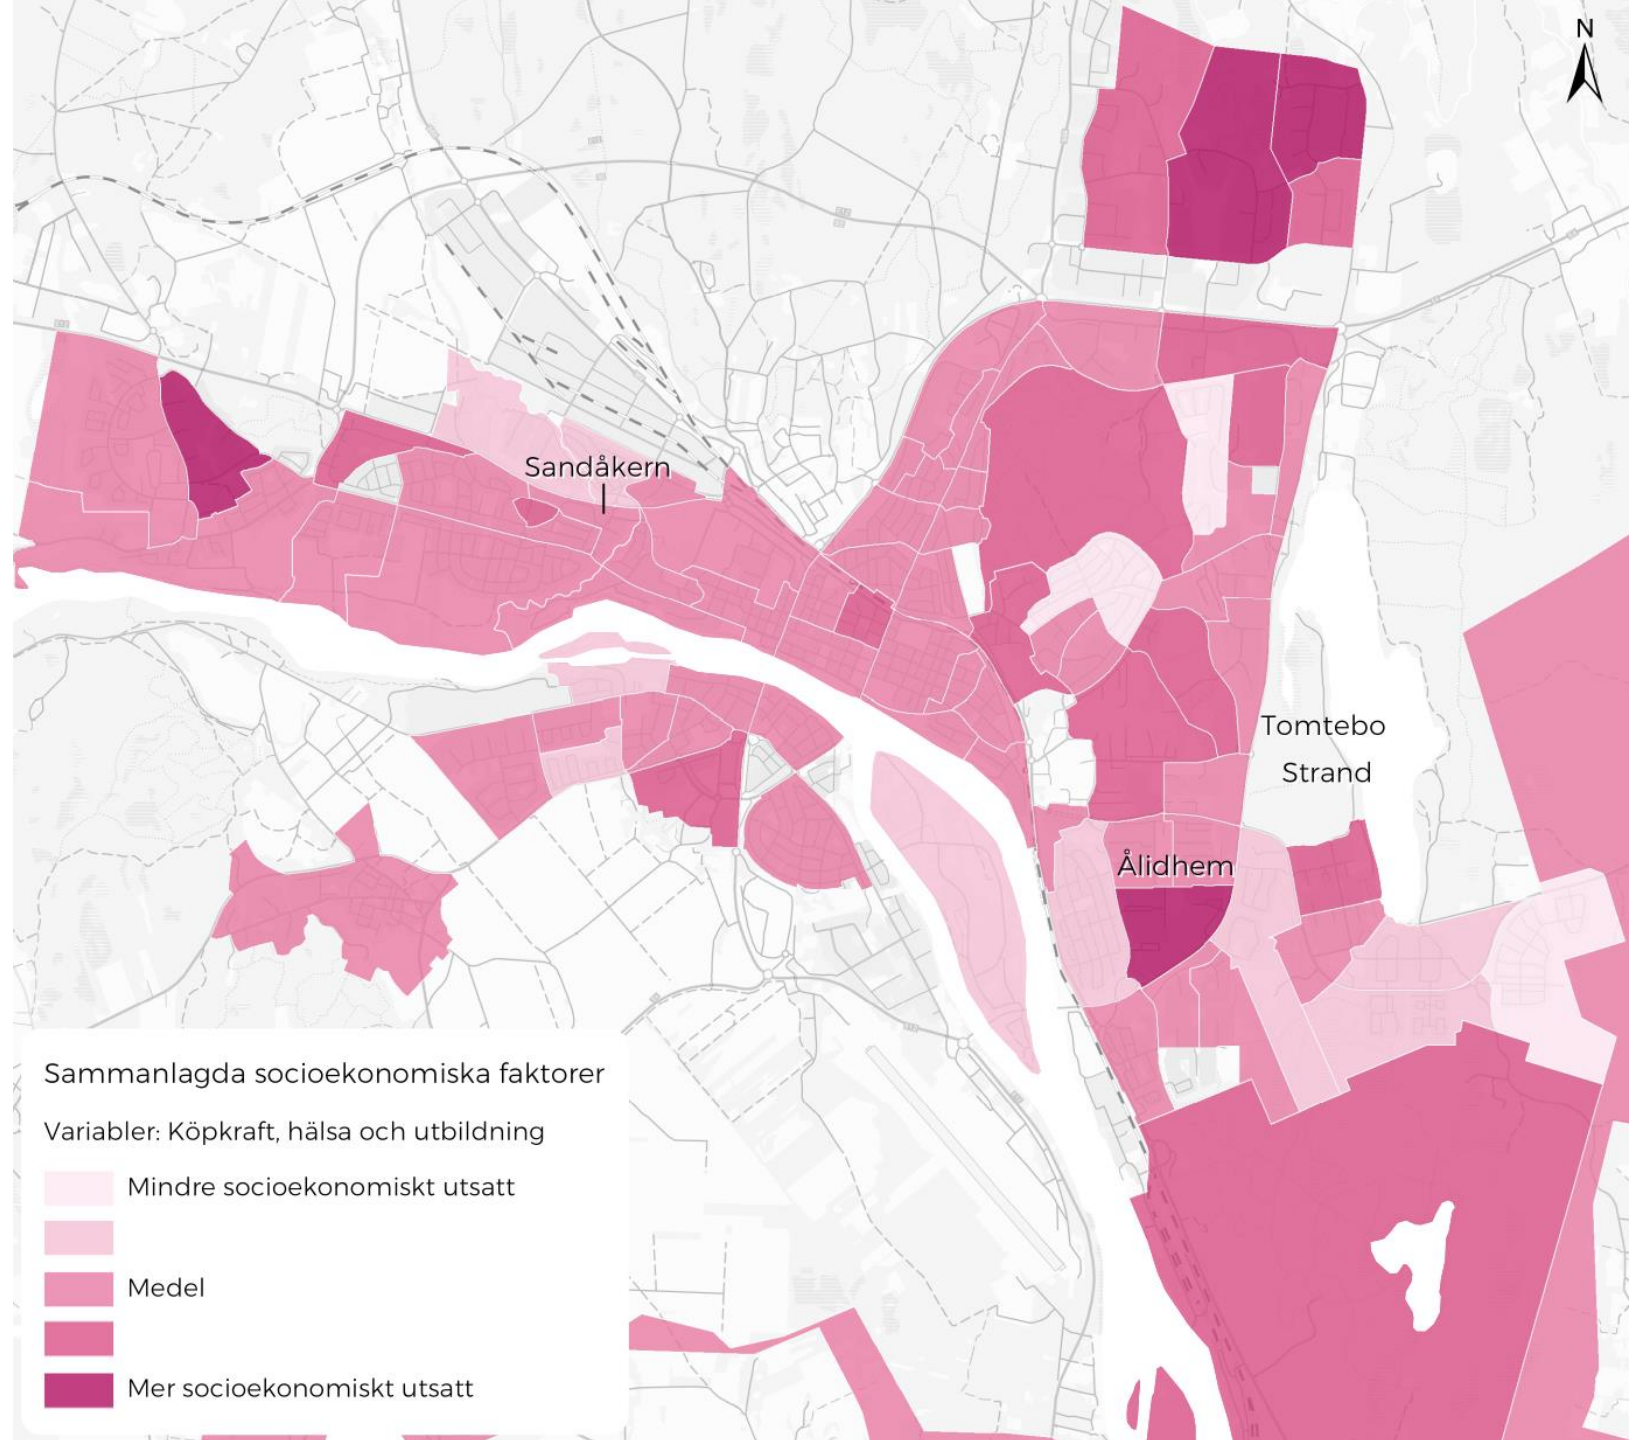 N
Sandåkern
Tomtebo
Strand
Ålidhem
Sammanlagda socioekonomiska faktorer
Variabler: Köpkraft, hälsa och utbildning
Mindre socioekonomiskt utsatt
Medel
Mer socioekonomiskt utsatt